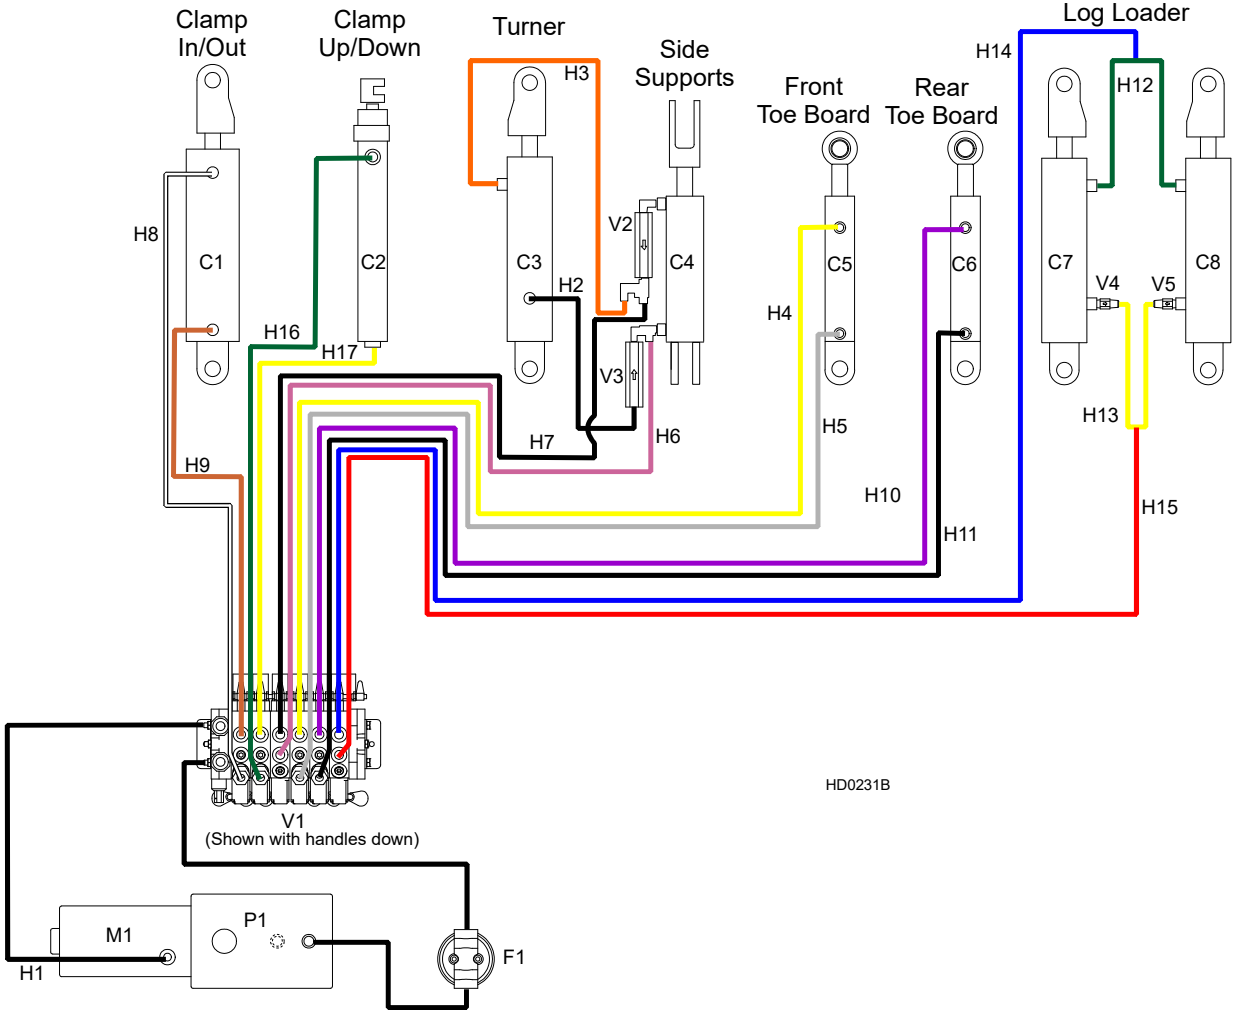 Clamp
In/Out
Clamp
Up/Down
Turner
Side
Supports
Front
Toe Board
Rear
Toe Board
Log Loader
H14
H3
H12
H8
V2
C1
C2
C3
C4
C5
C6
C7
C8
H2
V4
V5
H4
H16
H17
V3
H13
H5
H7
H6
H9
H10
H15
H11
HD0231B
V1
(Shown with handles down)
P1
M1
H1
F1